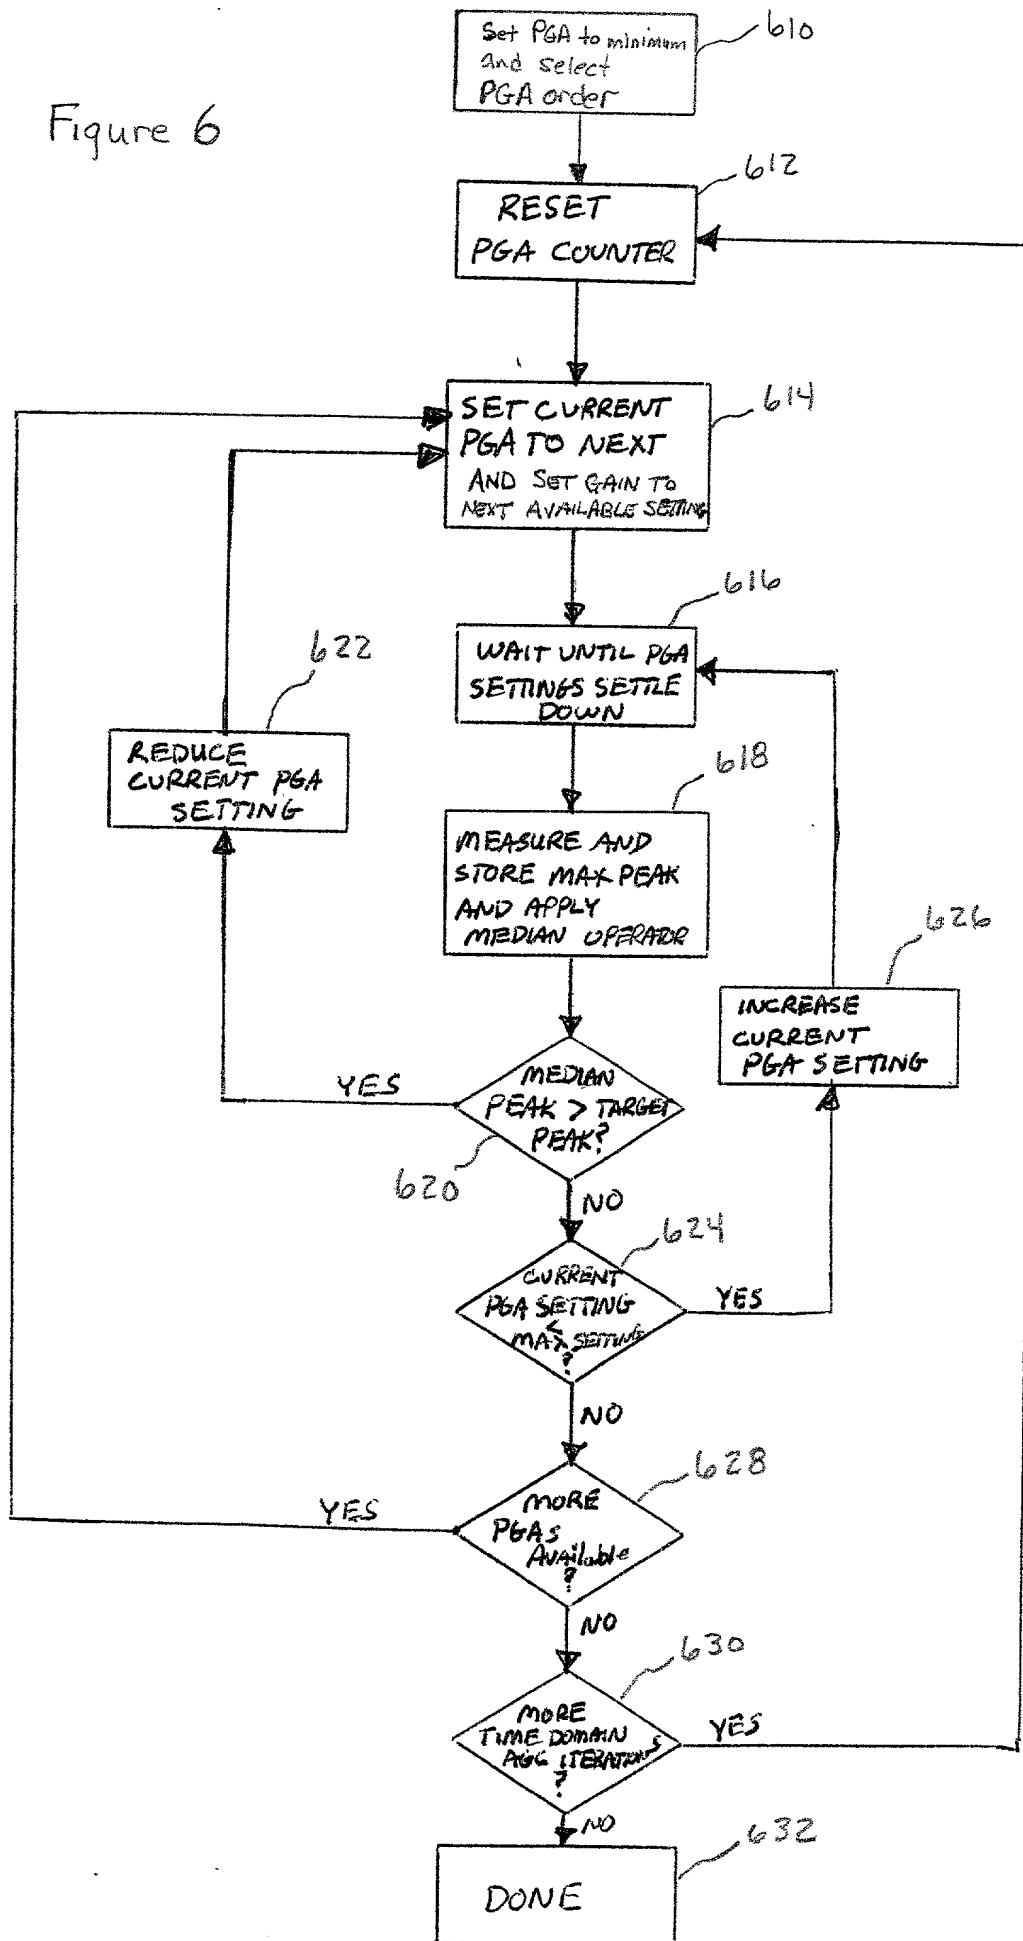 Figure 6
Set PGA to minimum
and select
PGA order
610
RESET
PGA COUNTER
612
SET CURRENT
PGA TO NEXT
AND SET GAIN TO
NEXT AVAILABLE SETTING
614
WAIT UNTIL PGA
SETTINGS SETTLE
DOWN
616
REDUCE
CURRENT PGA
SETTING
622
MEASURE AND
STORE MAX PEAK
AND APPLY
MEDIAN OPERATOR
618
INCREASE
CURRENT
PGA SETTING
626
MEDIAN
PEAK > TARGET
PEAK?
YES
620
NO
CURRENT
PGA SETTING
<
MAX SETTING
?
624
YES
NO
MORE
PGAs
Available
?
628
YES
NO
MORE
TIME DOMAIN
AGC ITERATIONS
?
630
YES
NO
DONE
632